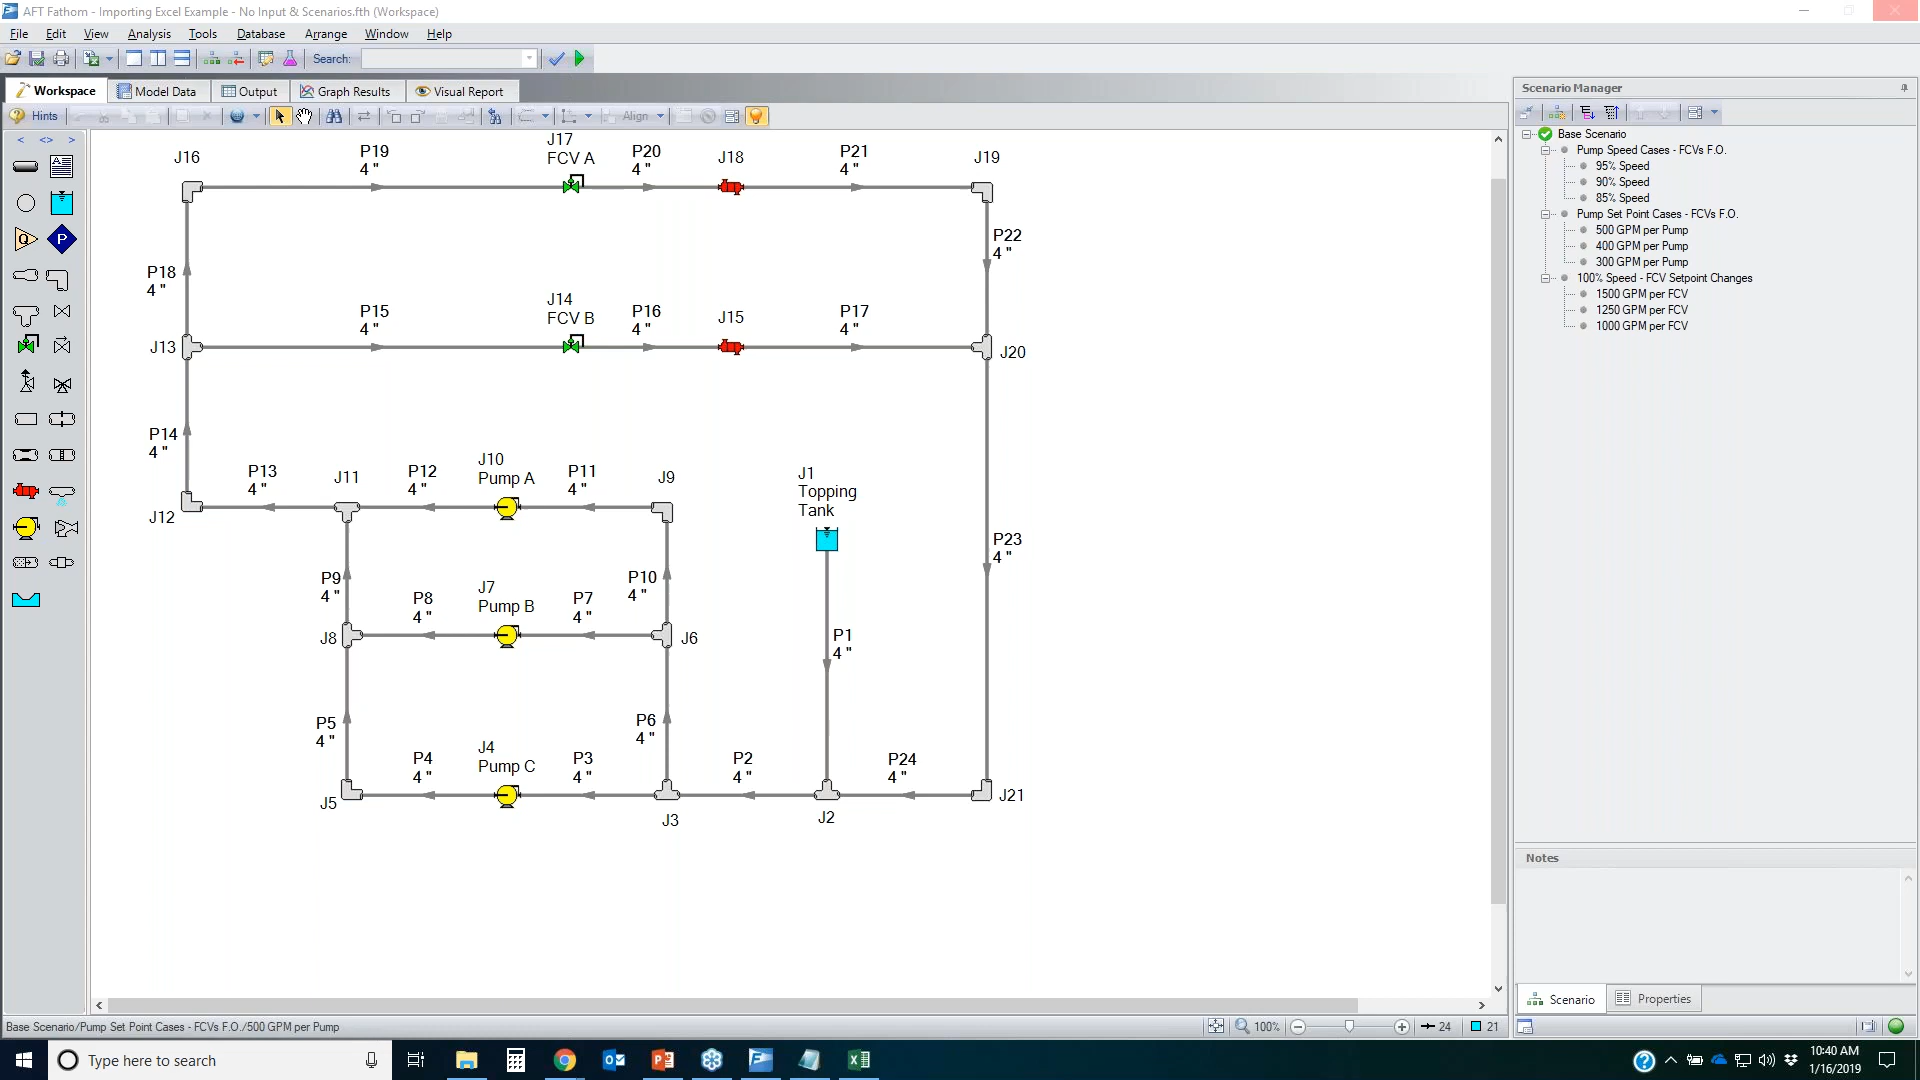 AFT Fathom - Importing Excel Example - No Input & Scenarios.fth (Workspace)
File Edit View Analysis Tools Database Arrange Window Help
Search:
Workspace Model Data Output Graph Results Visual Report
Hints Align
Scenario Manager
Base Scenario
Pump Speed Cases - FCVs F.O.
95% Speed
90% Speed
85% Speed
Pump Set Point Cases - FCVs F.O.
500 GPM per Pump
400 GPM per Pump
300 GPM per Pump
100% Speed - FCV Setpoint Changes
1500 GPM per FCV
1250 GPM per FCV
1000 GPM per FCV
J16
P19
4 "
J17
FCV A
P20
4 "
J18
P21
4 "
J19
P22
4 "
P18
4 "
J13
P15
4 "
J14
FCV B
P16
4 "
J15
P17
4 "
J20
P14
4 "
J12
P13
4 "
J11
P12
4 "
J10
Pump A
P11
4 "
J9
J1
Topping
Tank
P23
4 "
P9
4 "
J8
P8
4 "
J7
Pump B
P7
4 "
P10
4 "
J6
P1
4 "
P5
4 "
J5
P4
4 "
J4
Pump C
P3
4 "
P6
4 "
J3
P2
4 "
J2
P24
4 "
J21
Q
P
Notes
Scenario Properties
Base Scenario/Pump Set Point Cases - FCVs F.O./500 GPM per Pump
100%
24
21
Type here to search
10:40 AM
1/16/2019